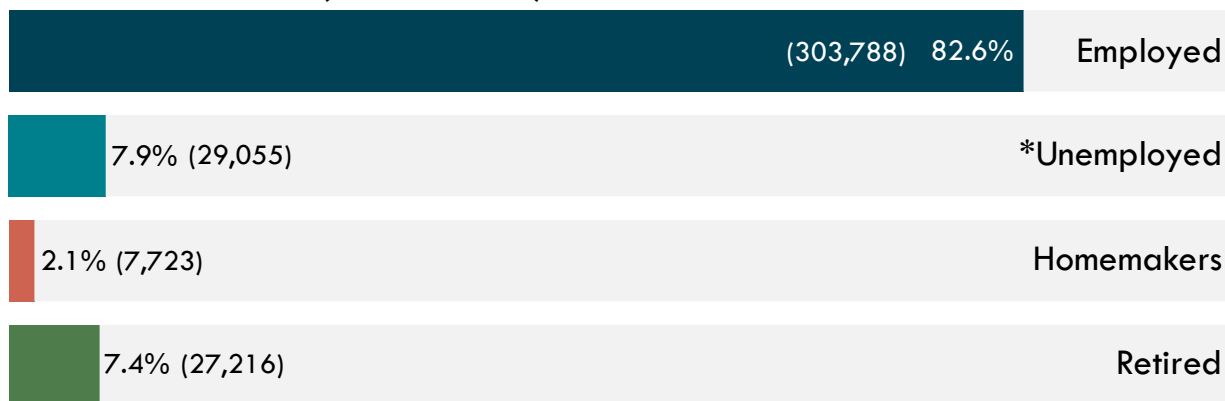 (303,788) 82.6% Employed
7.9% (29,055) *Unemployed
2.1% (7,723) Homemakers
7.4% (27,216) Retired